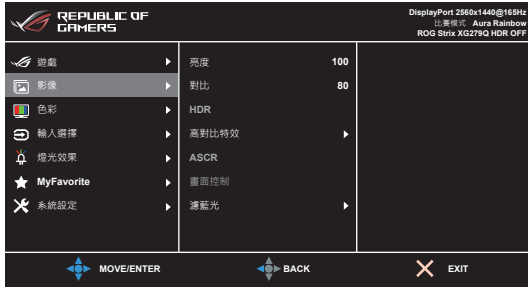 REPUBLIC OF
GAMERS
DisplayPort 2560x1440@165Hz
比賽模式 Aura Rainbow
ROG Strix XG279Q HDR OFF
遊戲
影像
色彩
輸入選擇
燈光效果
MyFavorite
系統設定
亮度 100
對比 80
HDR
高對比特效
ASCR
畫面控制
濾藍光
MOVE/ENTER
BACK
EXIT